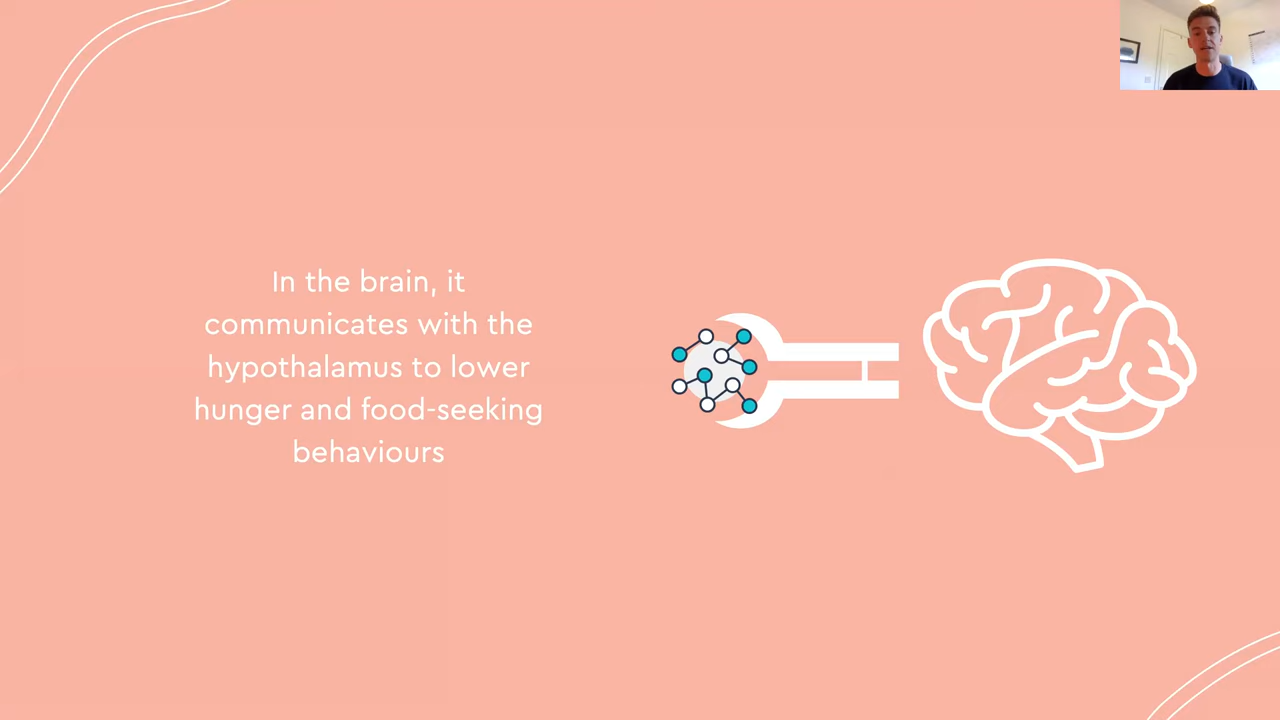 In the brain, it
communicates with the
hypothalamus to lower
hunger and food-seeking
behaviours